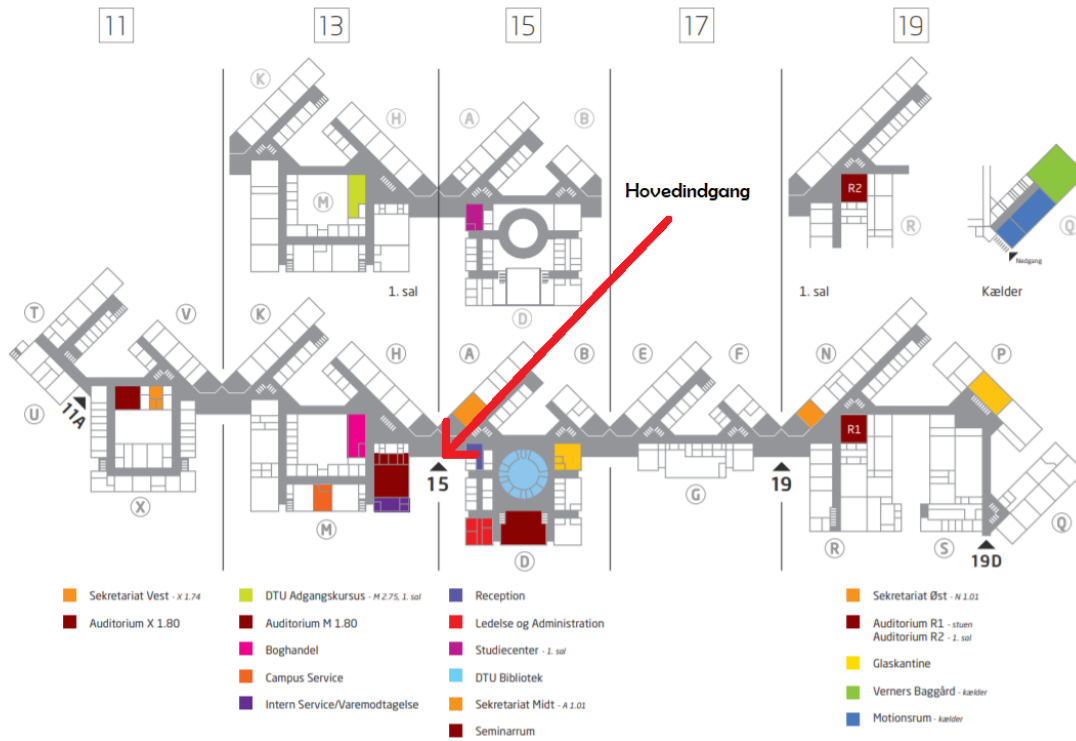 11 13 15 17 19
K
H
A
B
M
D
1. sal
Hovedindgang
R2
R
Q
Nedgang
1. sal
Kælder
T
V
K
H
A
B
E
F
N
P
U
11A
X
M
15
D
G
19
R1
R
S
Q
19D
Sekretariat Vest - X 1.74
Auditorium X 1.80
DTU Adgangskursus - M 2.75, 1. sal
Auditorium M 1.80
Boghandel
Campus Service
Intern Service/Varemodtagelse
Reception
Ledelse og Administration
Studiecenter - 1. sal
DTU Bibliotek
Sekretariat Midt - A 1.01
Seminarrum
Sekretariat Øst - N 1.01
Auditorium R1 - stuen
Auditorium R2 - 1. sal
Glaskantine
Verners Baggård - kælder
Motionsrum - kælder